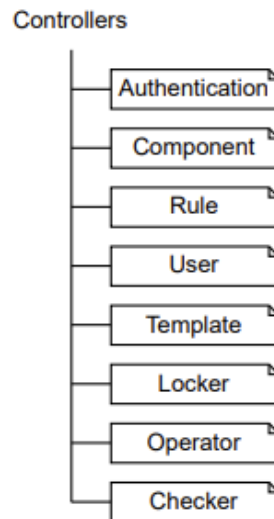 Controllers
Authentication
Component
Rule
User
Template
Locker
Operator
Checker